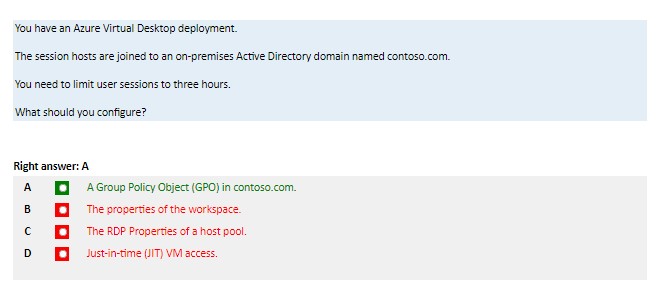 You have an Azure Virtual Desktop deployment.
The session hosts are joined to an on-premises Active Directory domain named contoso.com.
You need to limit user sessions to three hours.
What should you configure?
Right answer: A
A A Group Policy Object (GPO) in contoso.com.
B The properties of the workspace.
C The RDP Properties of a host pool.
D Just-in-time (JIT) VM access.